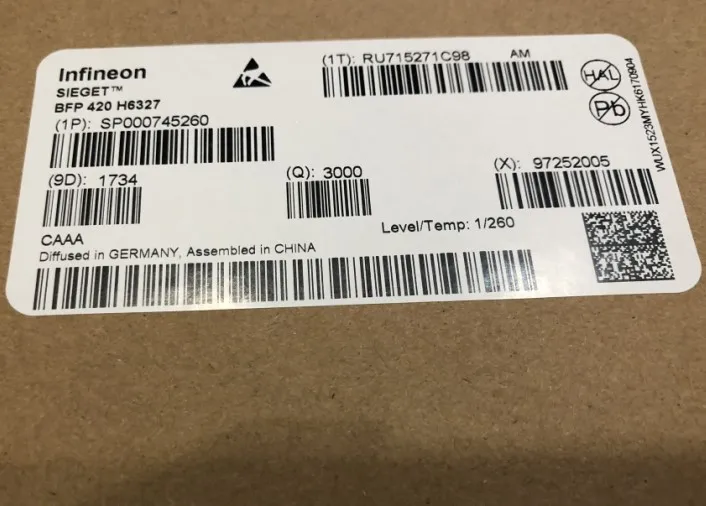 Infineon
SIEGET™
BFP 420 H6327
(1P): SP000745260
(1T): RU715271C98 AM
HAL
Pb
WUX1523MYHK6170904
(9D): 1734
(Q): 3000
(X): 97252005
Level/Temp: 1/260
CAAA
Diffused in GERMANY, Assembled in CHINA